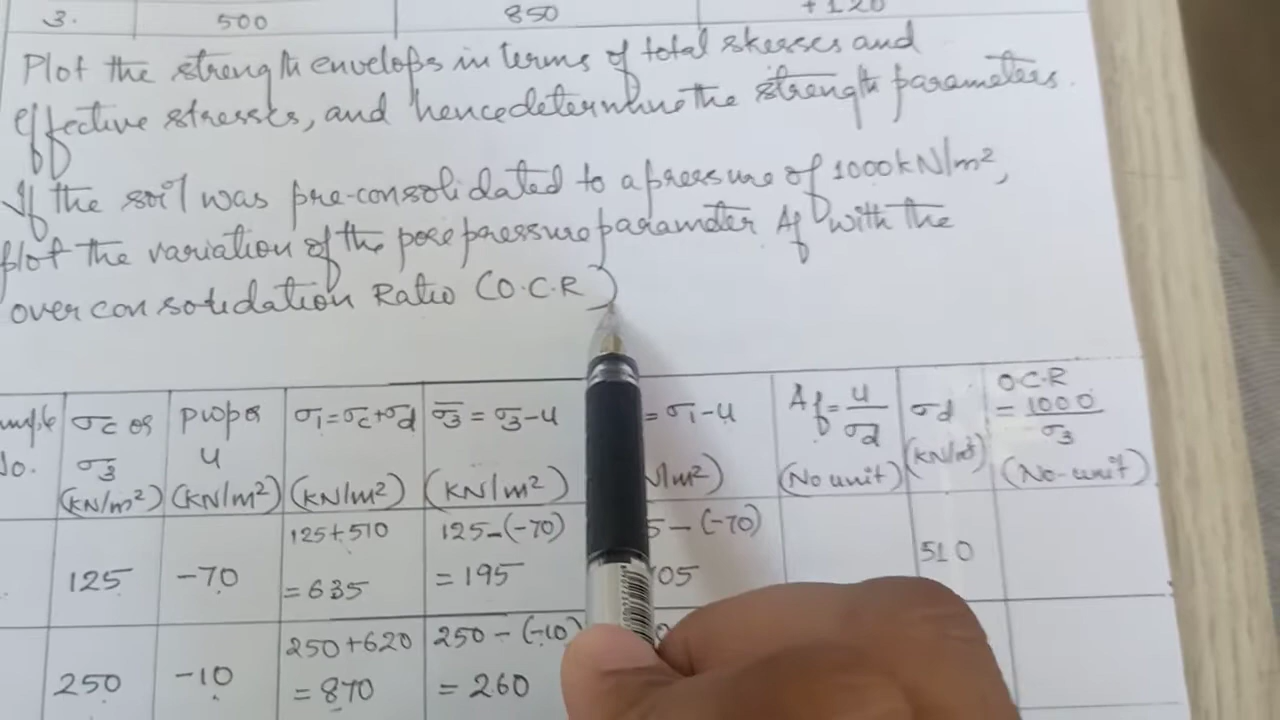 3. 500 850 +120
Plot the strength envelops in terms of total stresses and
effective stresses, and hence determine the strength parameters.
If the soil was pre-consolidated to a pressure of 1000kN/m²,
plot the variation of the pore pressure parameter Af with the
over consolidation Ratio (O.C.R)
No. σc or σ3 (kN/m²) pwp or u (kN/m²) σ1=σc+σd (kN/m²) σ̅3 = σ3-u (kN/m²) = σ1-u Af = u/σd (No unit) σd (kN/m²) O.C.R = 1000/σ3 (No-unit)
125 -70 125+510 = 635 125-(-70) = 195 5-(-70) 05 510
250 -10 250+620 = 870 250-(-10) = 260